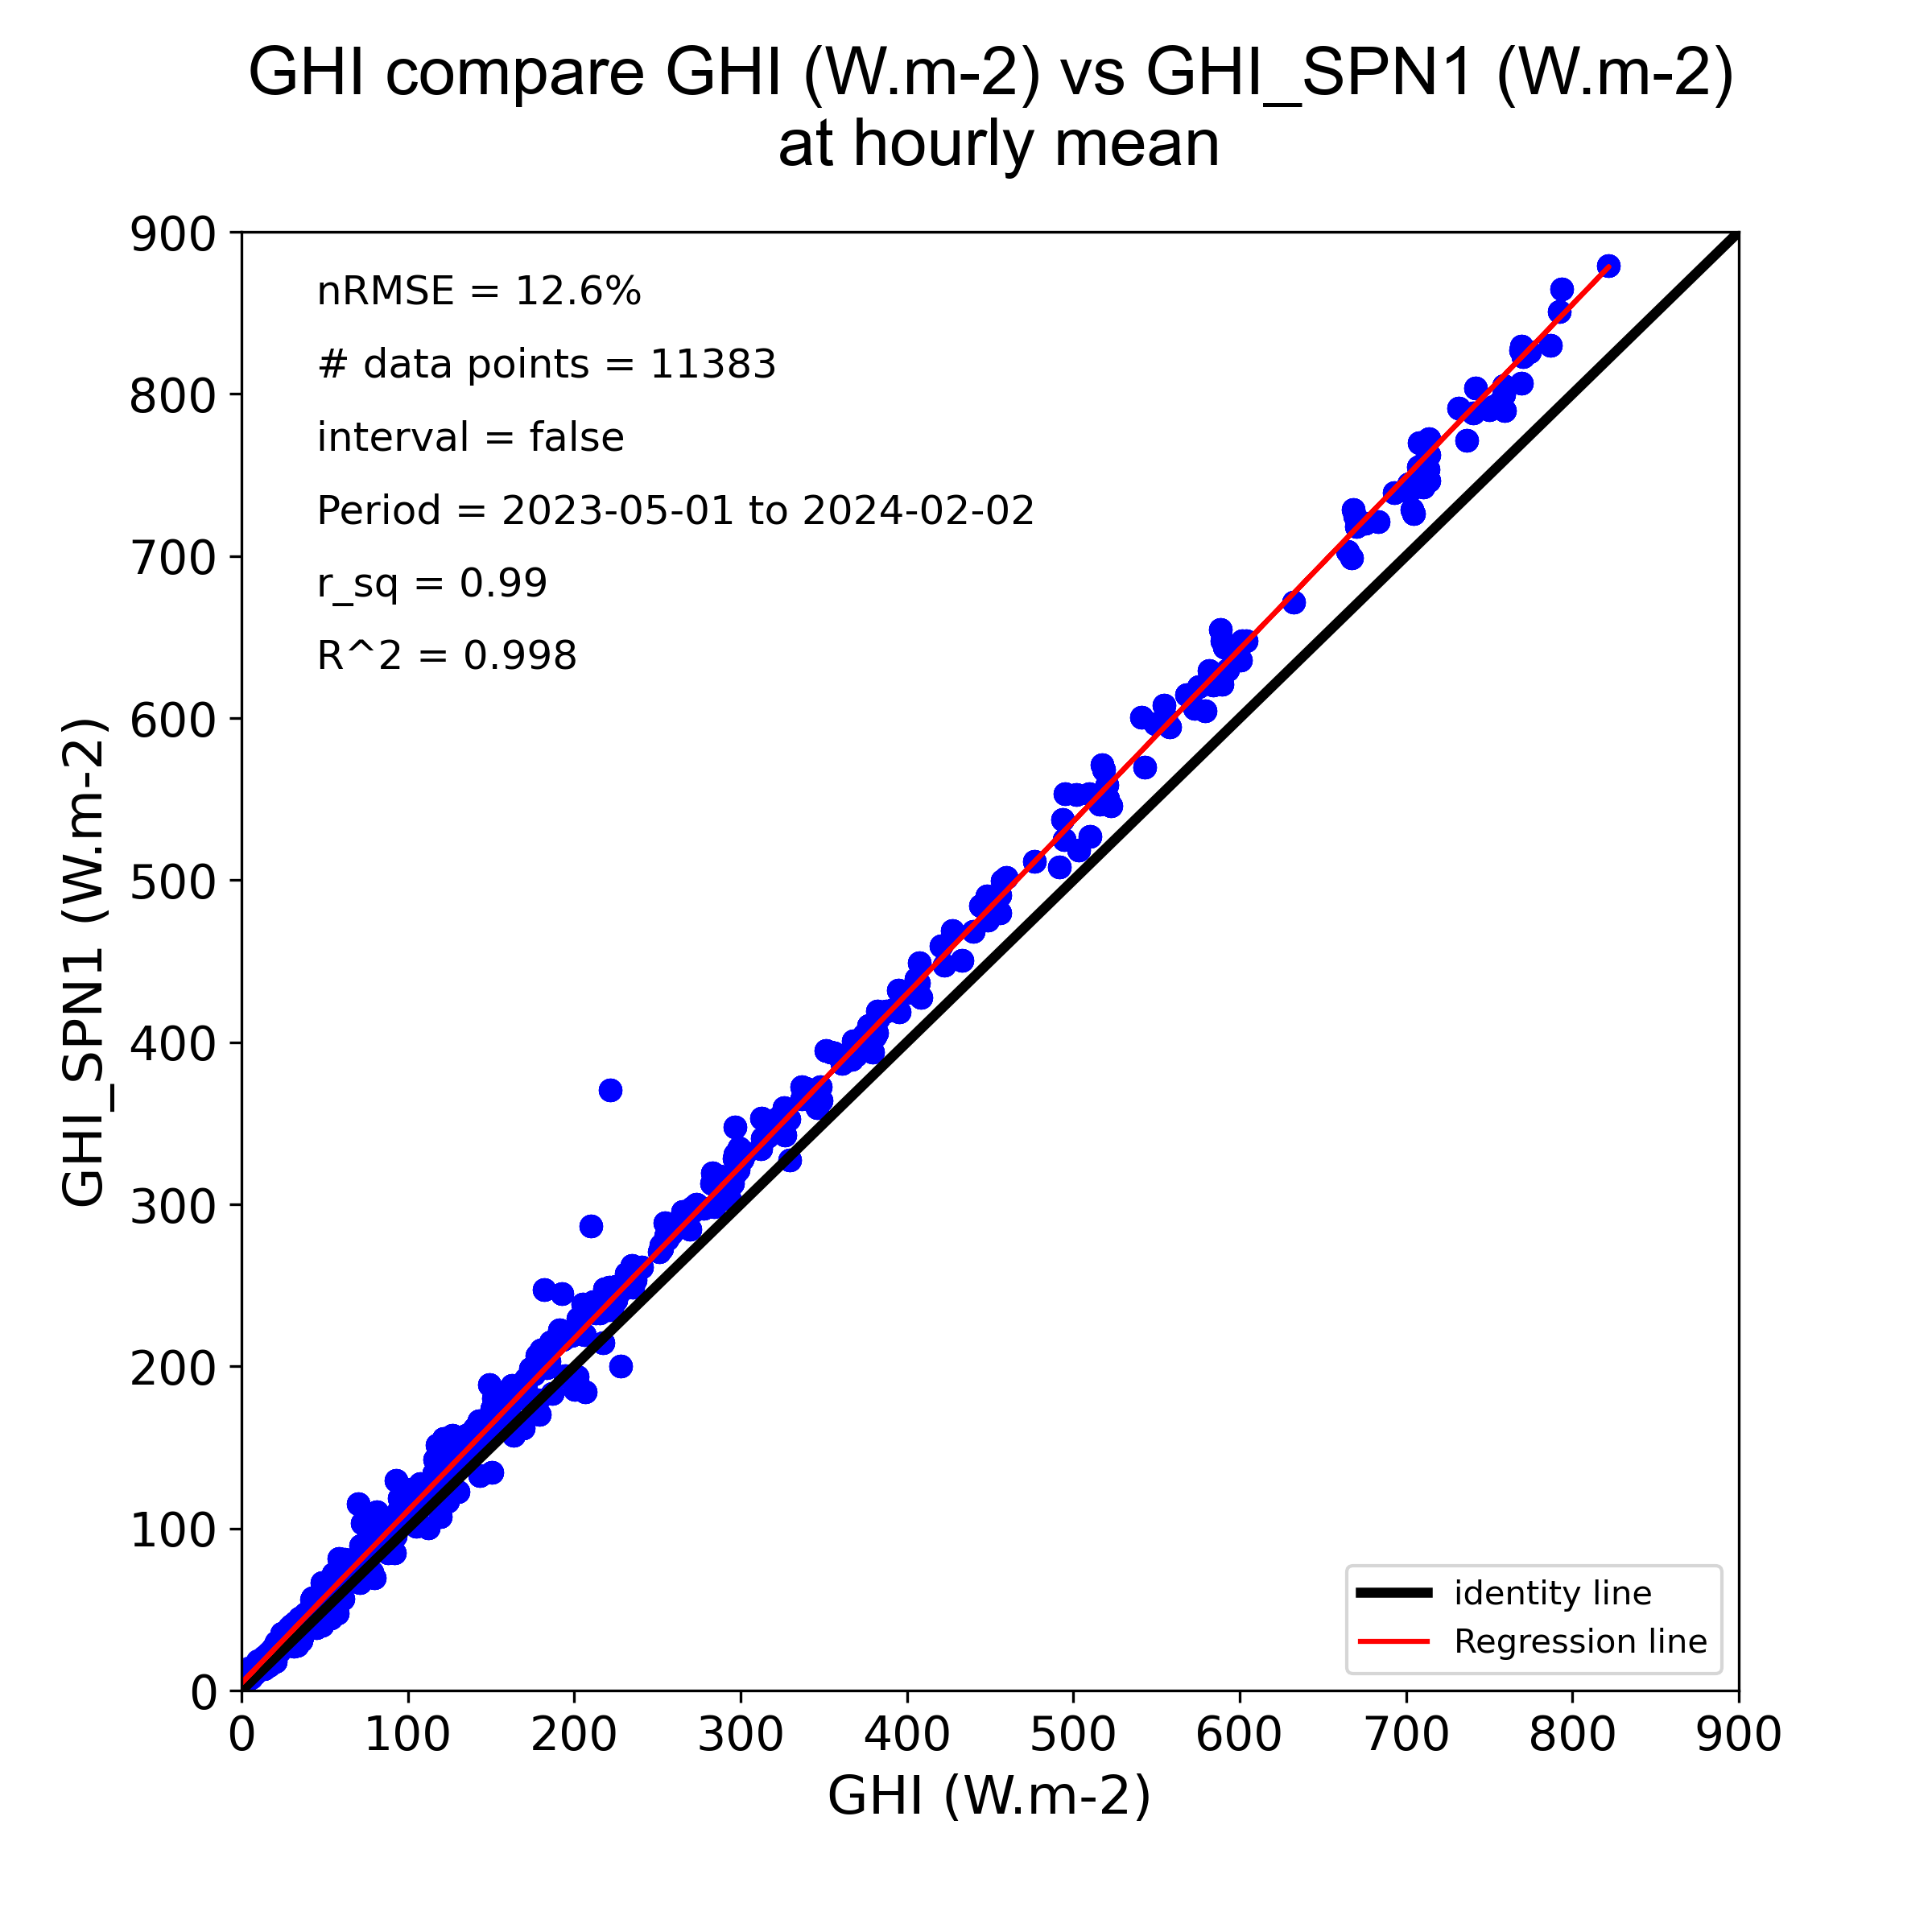 GHI compare GHI (W.m-2) vs GHI_SPN1 (W.m-2)
at hourly mean
nRMSE = 12.6%
# data points = 11383
interval = false
Period = 2023-05-01 to 2024-02-02
r_sq = 0.99
R^2 = 0.998
900
800
700
600
500
400
300
200
100
0
GHI_SPN1 (W.m-2)
identity line
Regression line
0 100 200 300 400 500 600 700 800 900
GHI (W.m-2)